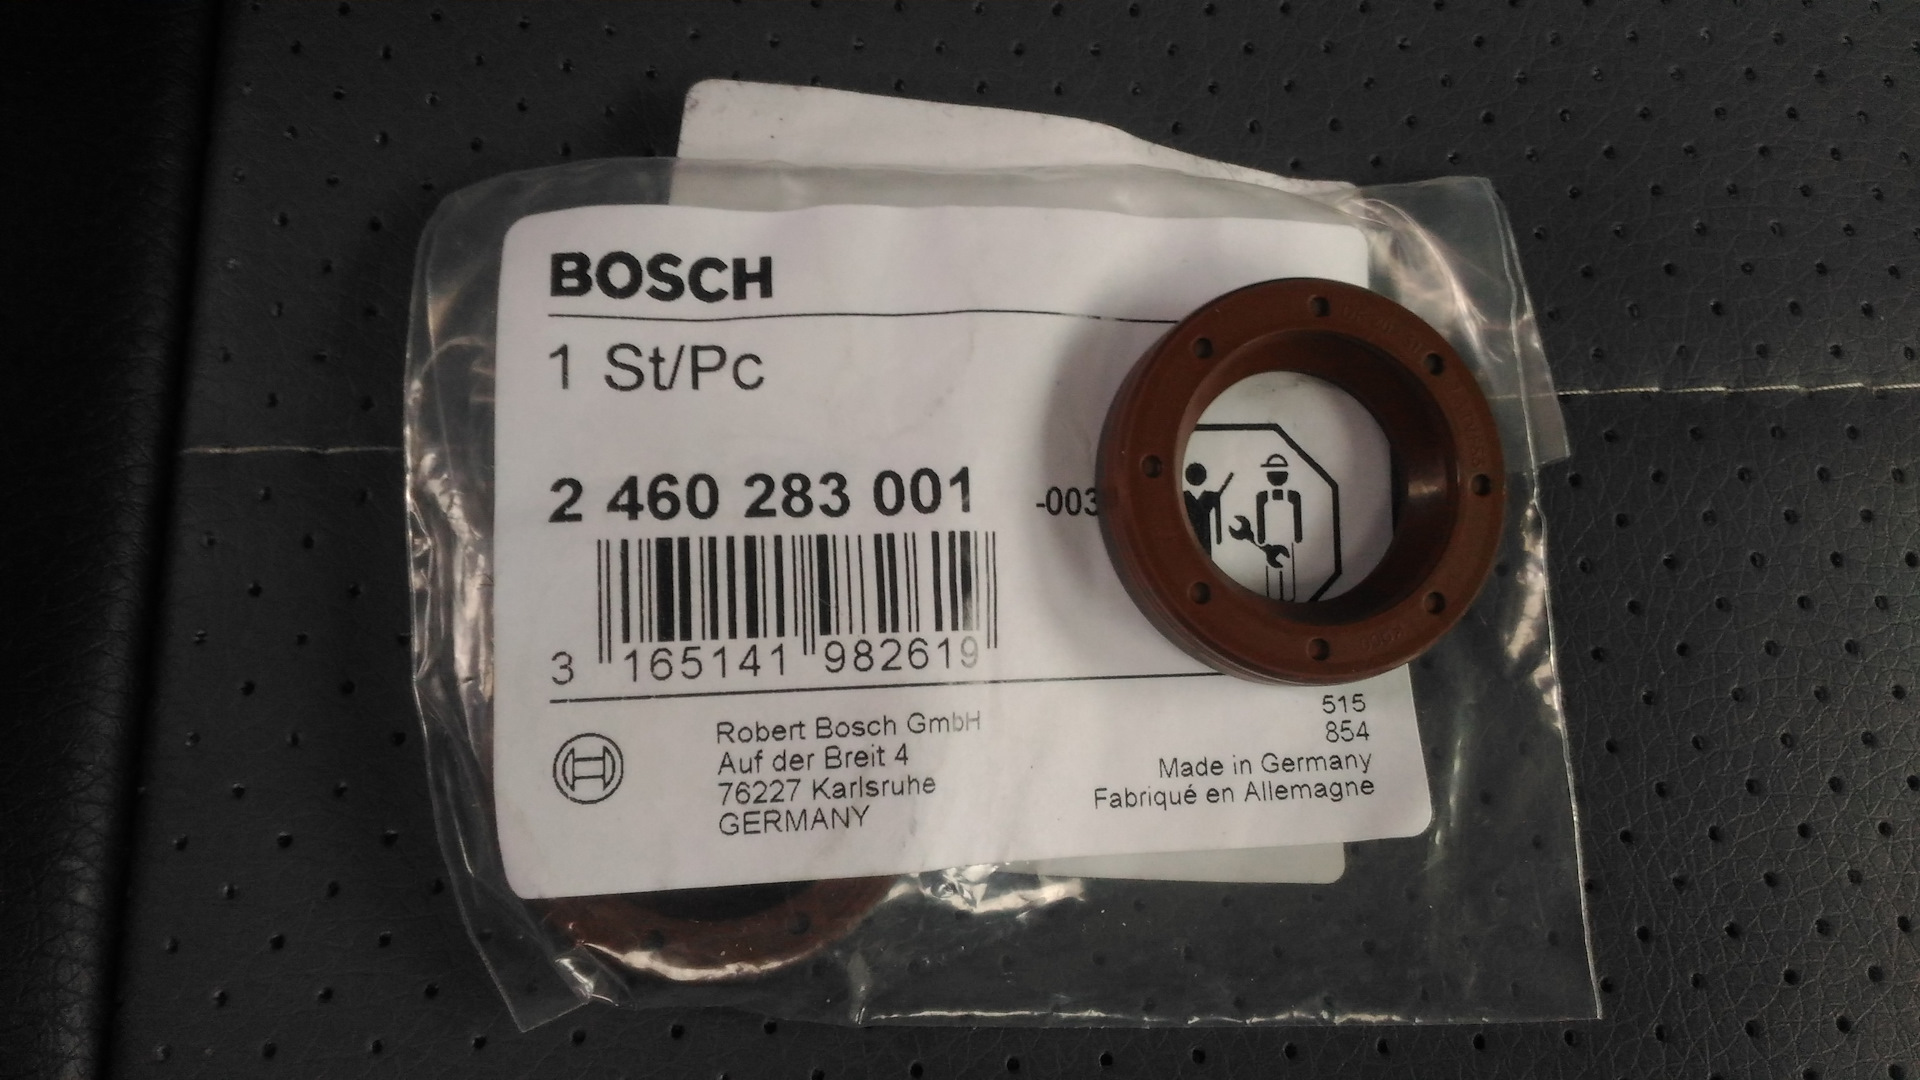 BOSCH
1 St/Pc
2 460 283 001
-003
3 165141 982619
Robert Bosch GmbH
Auf der Breit 4
76227 Karlsruhe
GERMANY
515
854
Made in Germany
Fabriqué en Allemagne